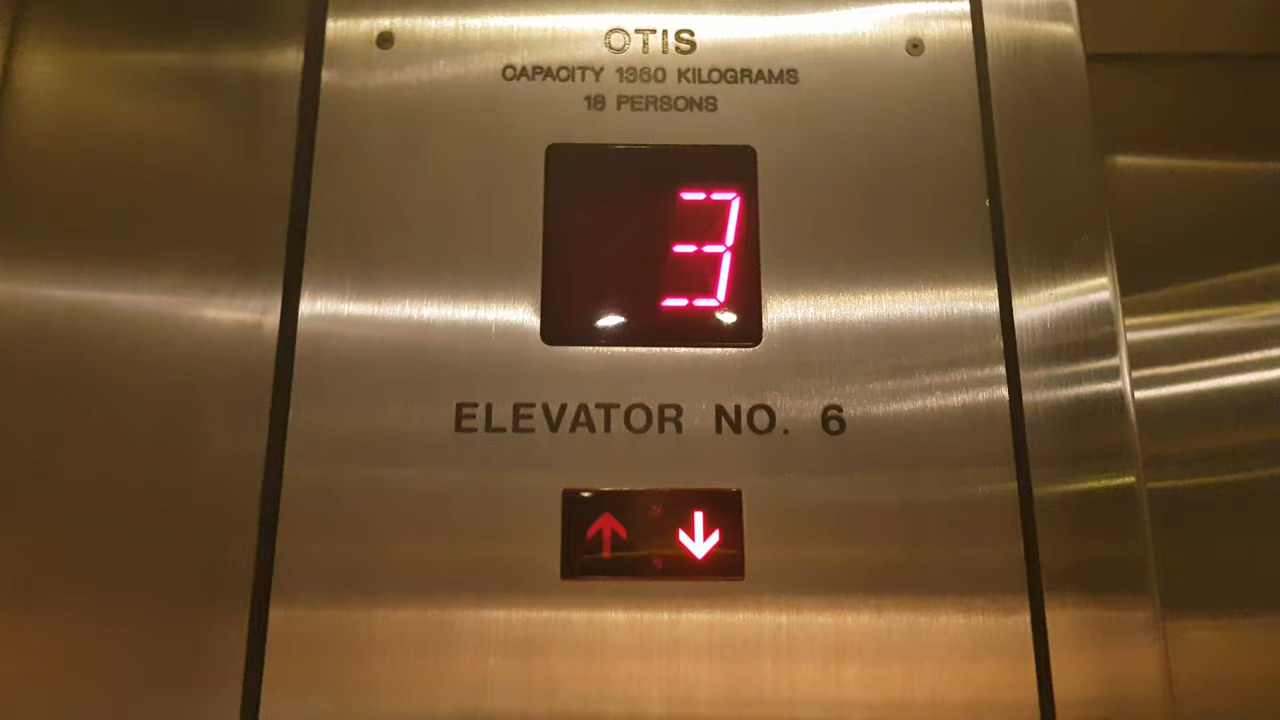 OTIS
CAPACITY 1360 KILOGRAMS
18 PERSONS
3
ELEVATOR NO. 6